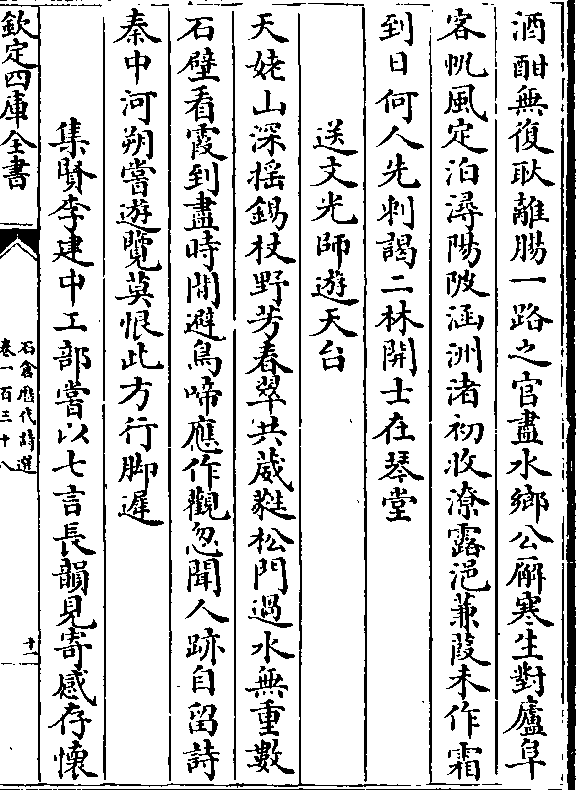 酒酣無復耿離腸一路之官盡水鄉公廨寒生對廬阜
客帆風定泊潯陽陂涵洲渚初收潦露浥蒹葭未作霜
到日何人先刺謁二林開士在琴堂
送文光師遊天台
天姥山深摇錫杖野芳春翠共葳蕤松門過水無重數
石壁看霞到盡時閒避鳥啼應作觀忽聞人跡自留詩
秦中河朔嘗遊覽莫恨此方行脚遲
集賢李建中工部嘗以七言長韻見寄感存懷
欽定四庫全書
石倉歴代詩選
卷一百三十八
十一